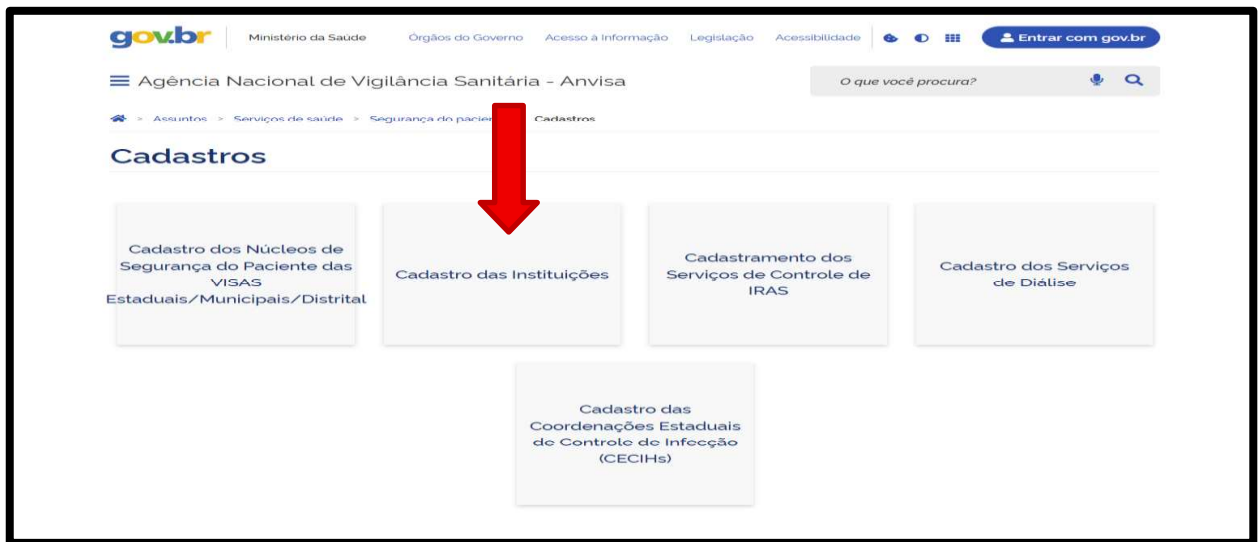 gov.br
Ministério da Saúde
Órgãos do Governo Acesso à Informação Legislação Acessibilidade
Entrar com gov.br
Agência Nacional de Vigilância Sanitária - Anvisa
O que você procura?
> Assuntos > Serviços de saúde > Segurança do pacien Cadastros
Cadastros
Cadastro dos Núcleos de
Segurança do Paciente das
VISAS
Estaduais/Municipais/Distrital
Cadastro das Instituições
Cadastramento dos
Serviços de Controle de
IRAS
Cadastro dos Serviços
de Diálise
Cadastro das
Coordenações Estaduais
de Controle de Infecção
(CECIHs)